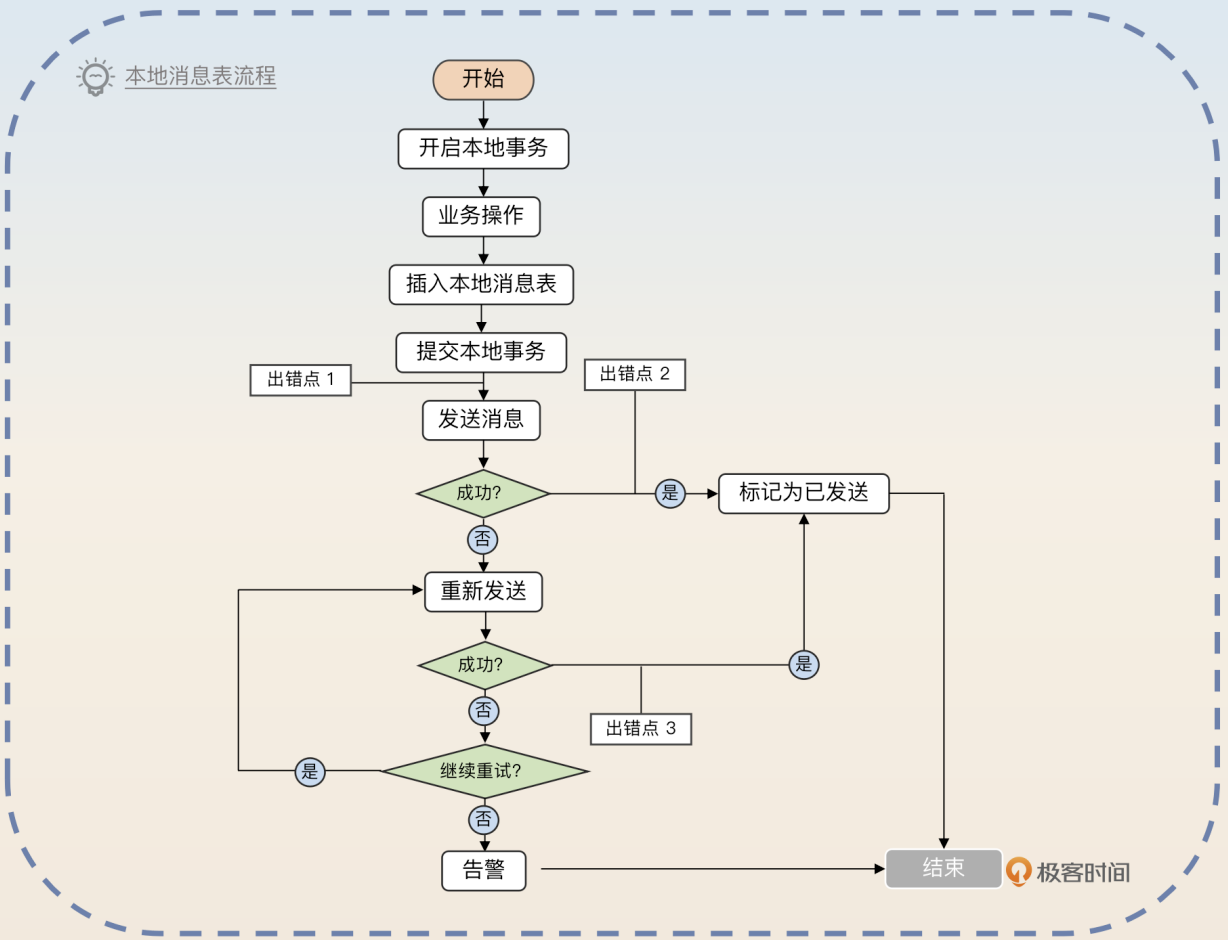 本地消息表流程
开始
开启本地事务
业务操作
插入本地消息表
提交本地事务
出错点 1
出错点 2
发送消息
成功?
是
标记为已发送
否
重新发送
成功?
是
否
出错点 3
继续重试?
是
否
告警
结束
极客时间